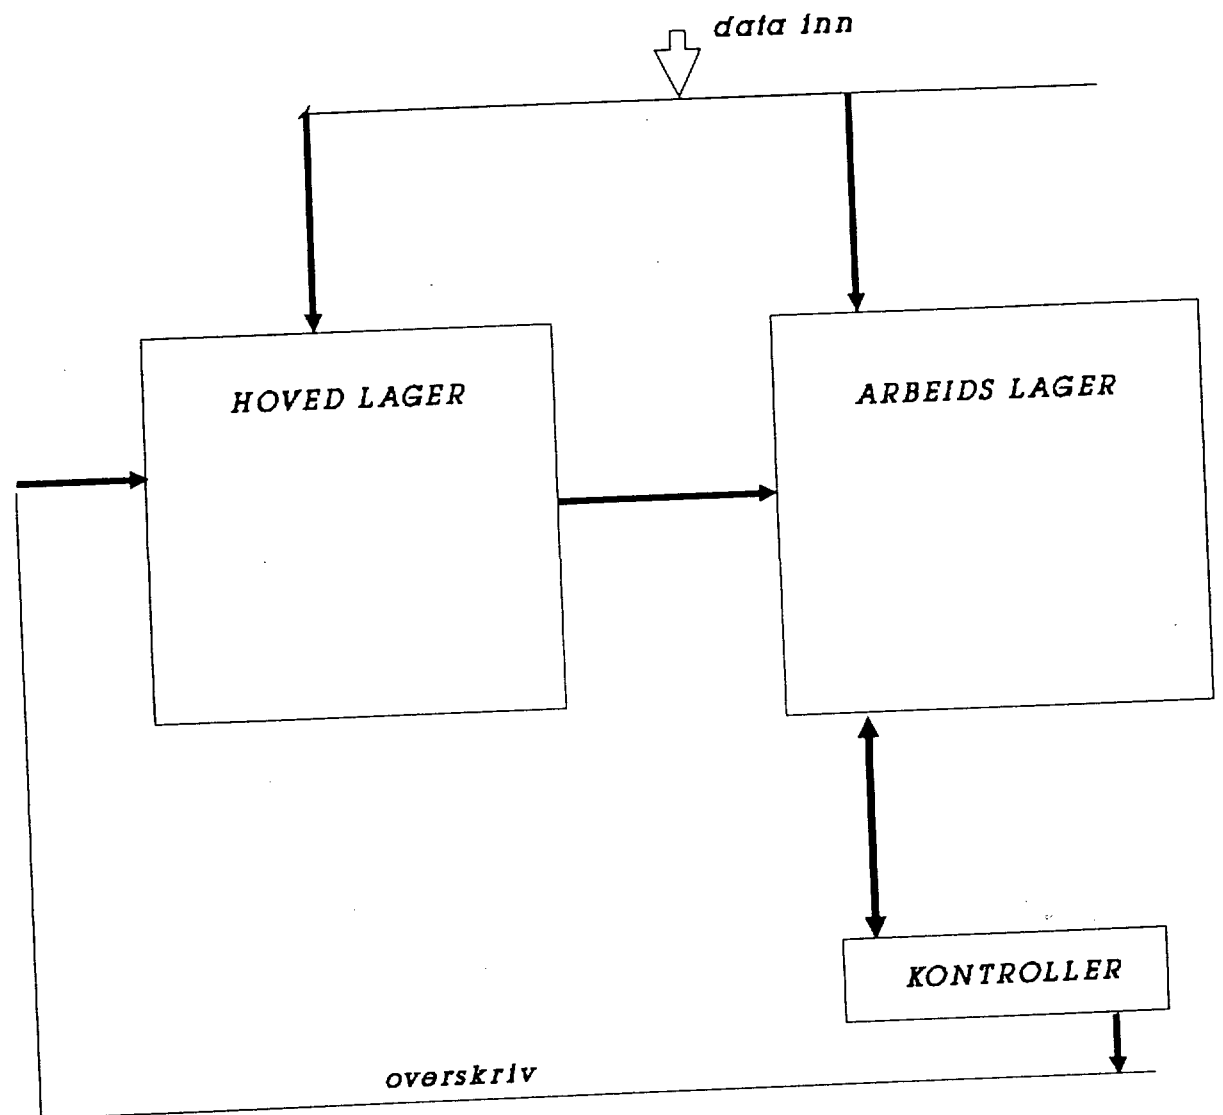 data inn
HOVED LAGER
ARBEIDS LAGER
KONTROLLER
overskriv